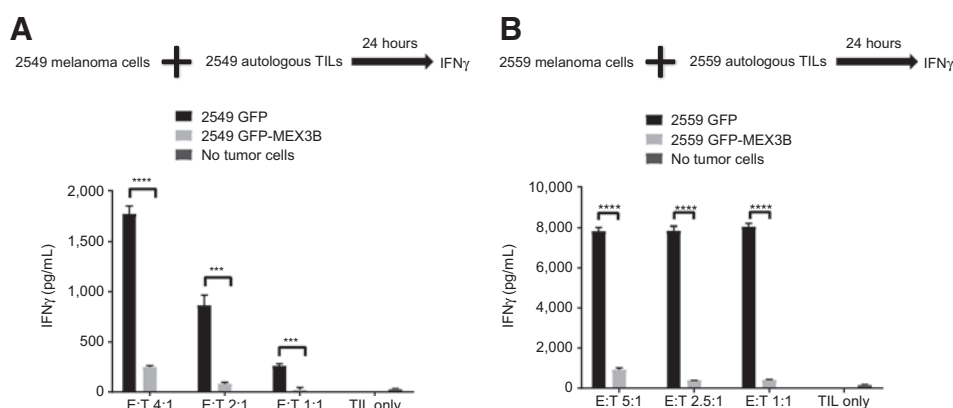 A
2549 melanoma cells + 2549 autologous TILs 24 hours IFNγ
2549 GFP
2549 GFP-MEX3B
No tumor cells
IFNγ (pg/mL)
2,000
1,500
1,000
500
0
****
***
***
E:T 4:1 E:T 2:1 E:T 1:1 TIL only
B
2559 melanoma cells + 2559 autologous TILs 24 hours IFNγ
2559 GFP
2559 GFP-MEX3B
No tumor cells
IFNγ (pg/mL)
10,000
8,000
6,000
4,000
2,000
0
****
****
****
E:T 5:1 E:T 2.5:1 E:T 1:1 TIL only